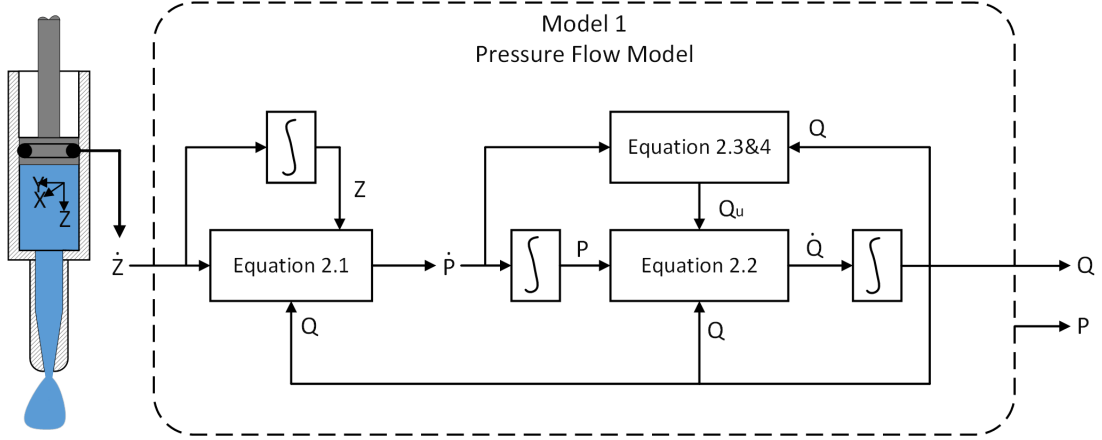 Model 1
Pressure Flow Model
Equation 2.3&4
Q
Z
Qu
Y
X
Z
Ż
Equation 2.1
Ṗ
P
Equation 2.2
Q̇
Q
Q
Q
P